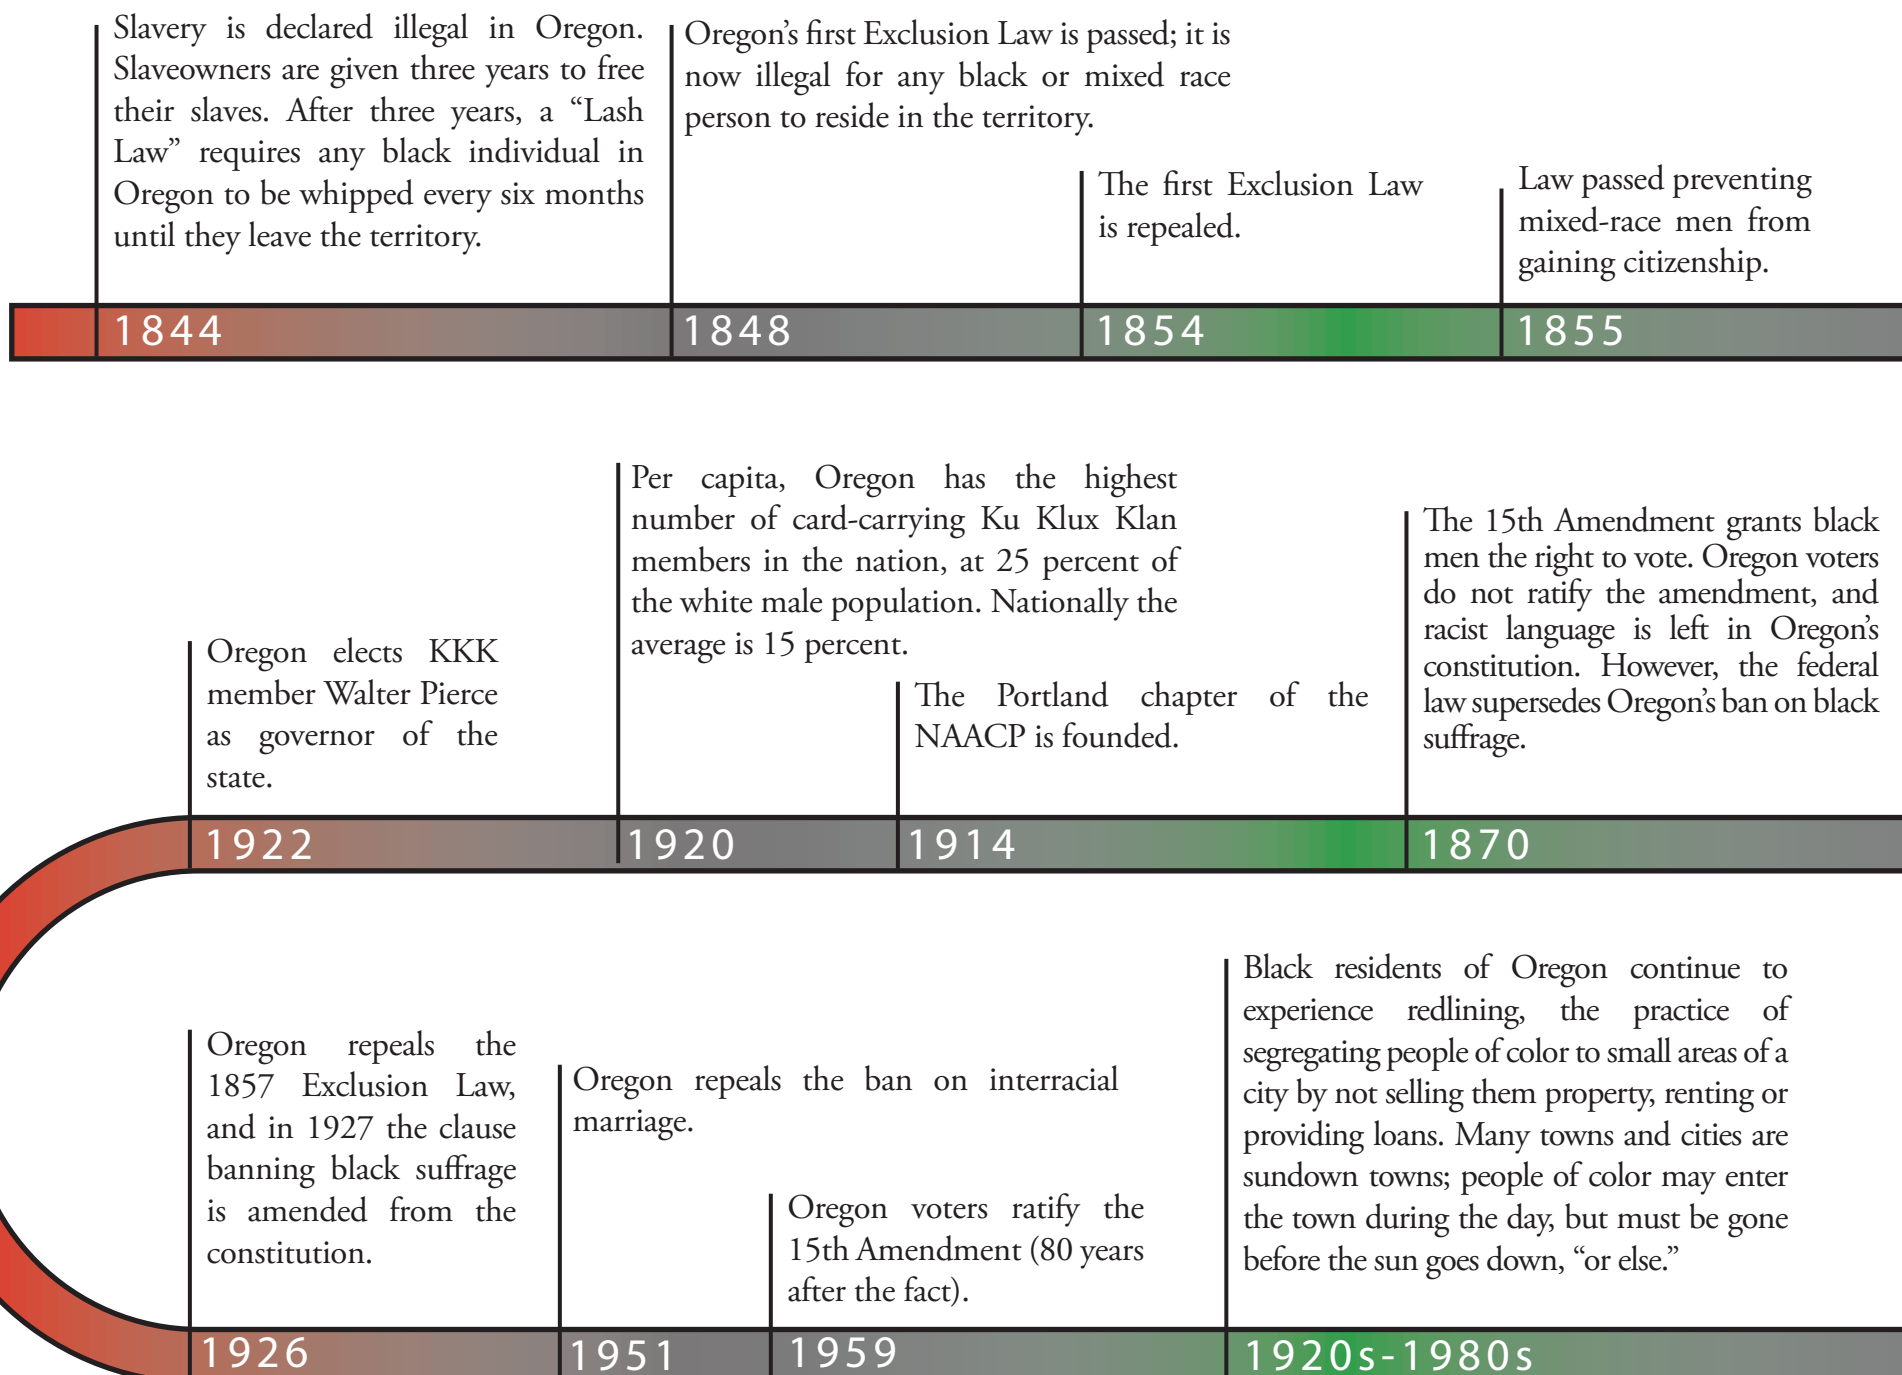 Slavery is declared illegal in Oregon.
Slaveowners are given three years to free
their slaves. After three years, a “Lash
Law” requires any black individual in
Oregon to be whipped every six months
until they leave the territory.
1844
Oregon’s first Exclusion Law is passed; it is
now illegal for any black or mixed race
person to reside in the territory.
1848
The first Exclusion Law
is repealed.
1854
Law passed preventing
mixed-race men from
gaining citizenship.
1855
Oregon elects KKK
member Walter Pierce
as governor of the
state.
1922
Per capita, Oregon has the highest
number of card-carrying Ku Klux Klan
members in the nation, at 25 percent of
the white male population. Nationally the
average is 15 percent.
1920
The Portland chapter of the
NAACP is founded.
1914
The 15th Amendment grants black
men the right to vote. Oregon voters
do not ratify the amendment, and
racist language is left in Oregon’s
constitution. However, the federal
law supersedes Oregon’s ban on black
suffrage.
1870
Oregon repeals the
1857 Exclusion Law,
and in 1927 the clause
banning black suffrage
is amended from the
constitution.
1926
Oregon repeals the ban on interracial
marriage.
1951
Oregon voters ratify the
15th Amendment (80 years
after the fact).
1959
Black residents of Oregon continue to
experience redlining, the practice of
segregating people of color to small areas of a
city by not selling them property, renting or
providing loans. Many towns and cities are
sundown towns; people of color may enter
the town during the day, but must be gone
before the sun goes down, “or else.”
1920s-1980s